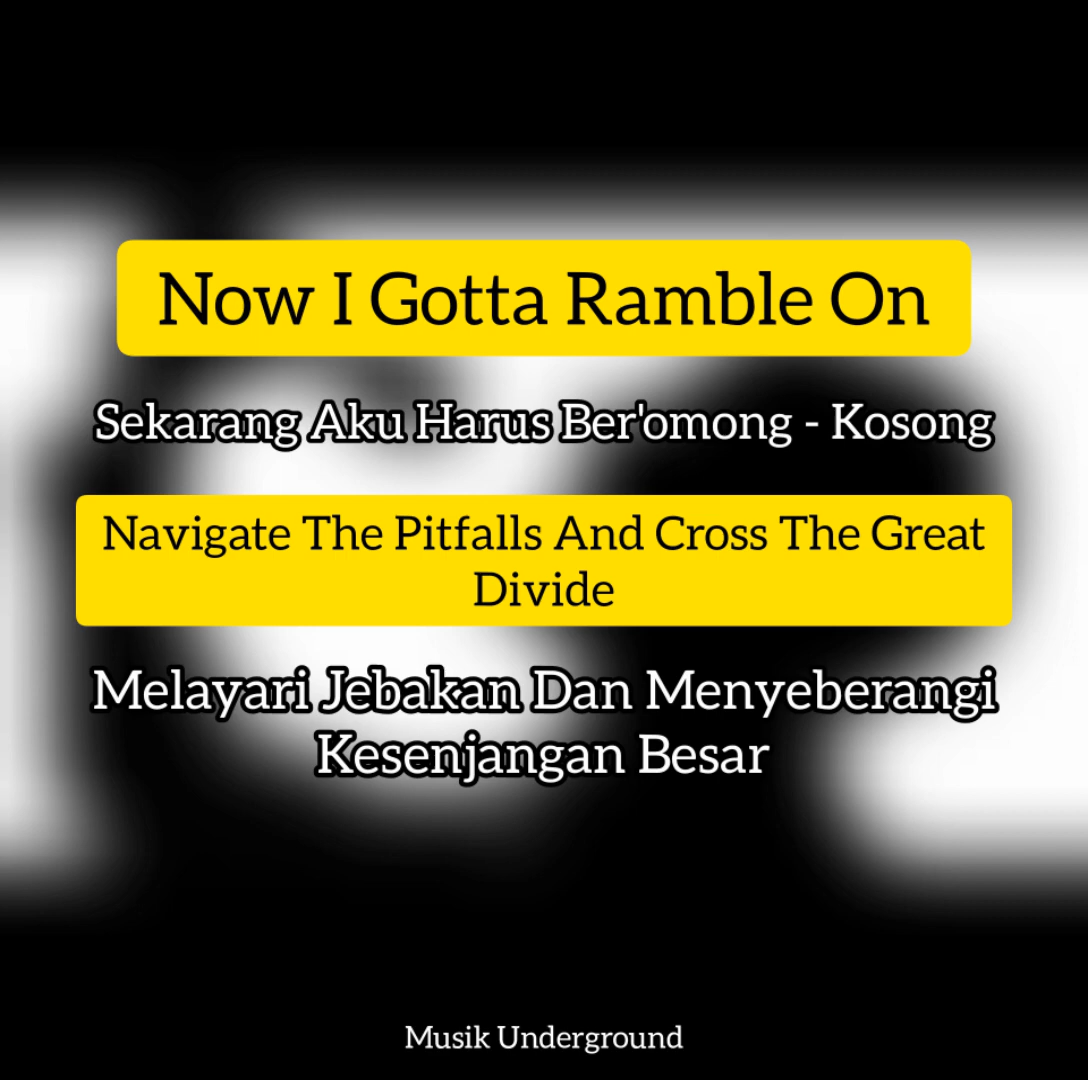 Now I Gotta Ramble On
Sekarang Aku Harus Ber'omong - Kosong
Navigate The Pitfalls And Cross The Great
Divide
Melayari Jebakan Dan Menyeberangi
Kesenjangan Besar
Musik Underground